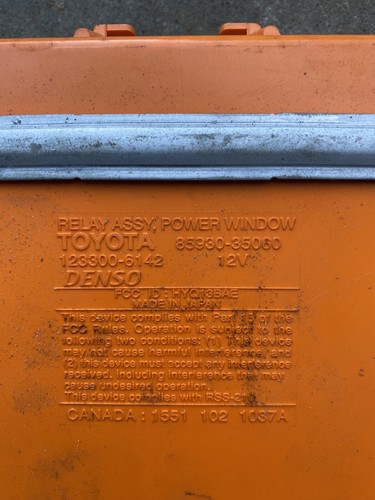 RELAY ASSY, POWER WINDOW
TOYOTA 85930-35060
123300-6142 12V
DENSO
FCC ID : HYQ13BAE
MADE IN JAPAN
This device complies with Part 15 of the
FCC Rules. Operation is subject to the
following two conditions: (1) This device
may not cause harmful interference, and
(2) this device must accept any interference
received, including interference that may
cause undesired operation.
This device complies with RSS-210
CANADA : 1551 102 1637A